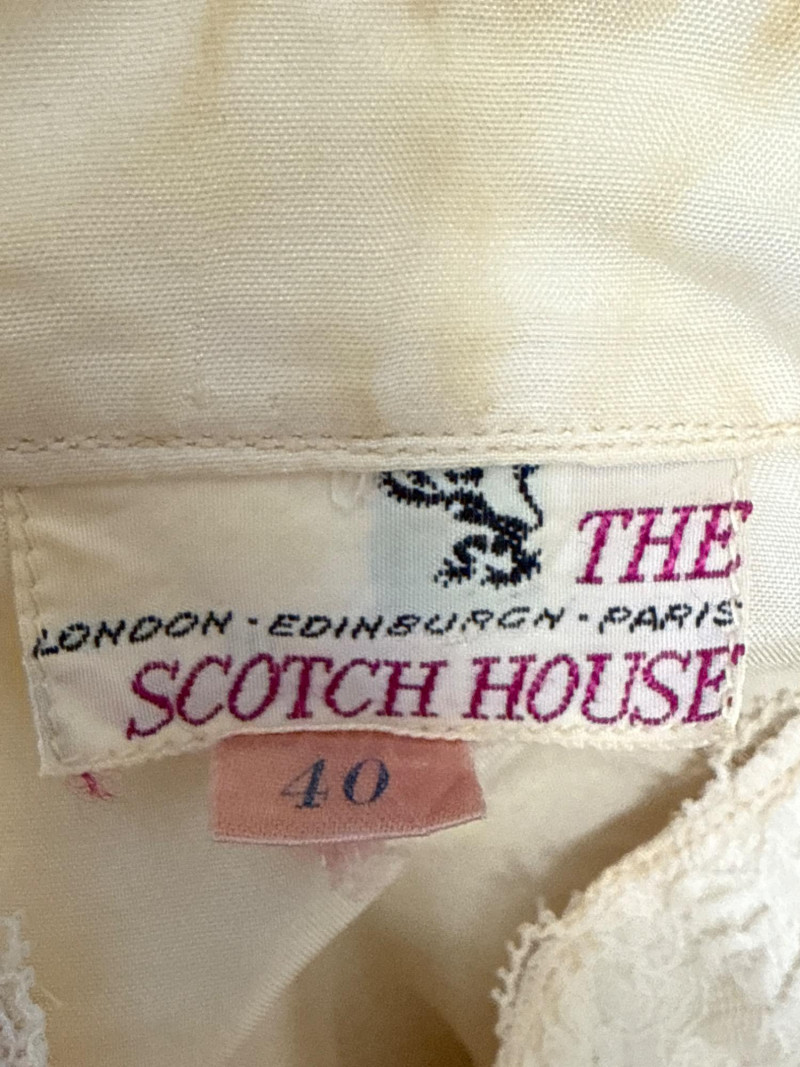 THE
LONDON · EDINBURGH · PARIS
SCOTCH HOUSE
40